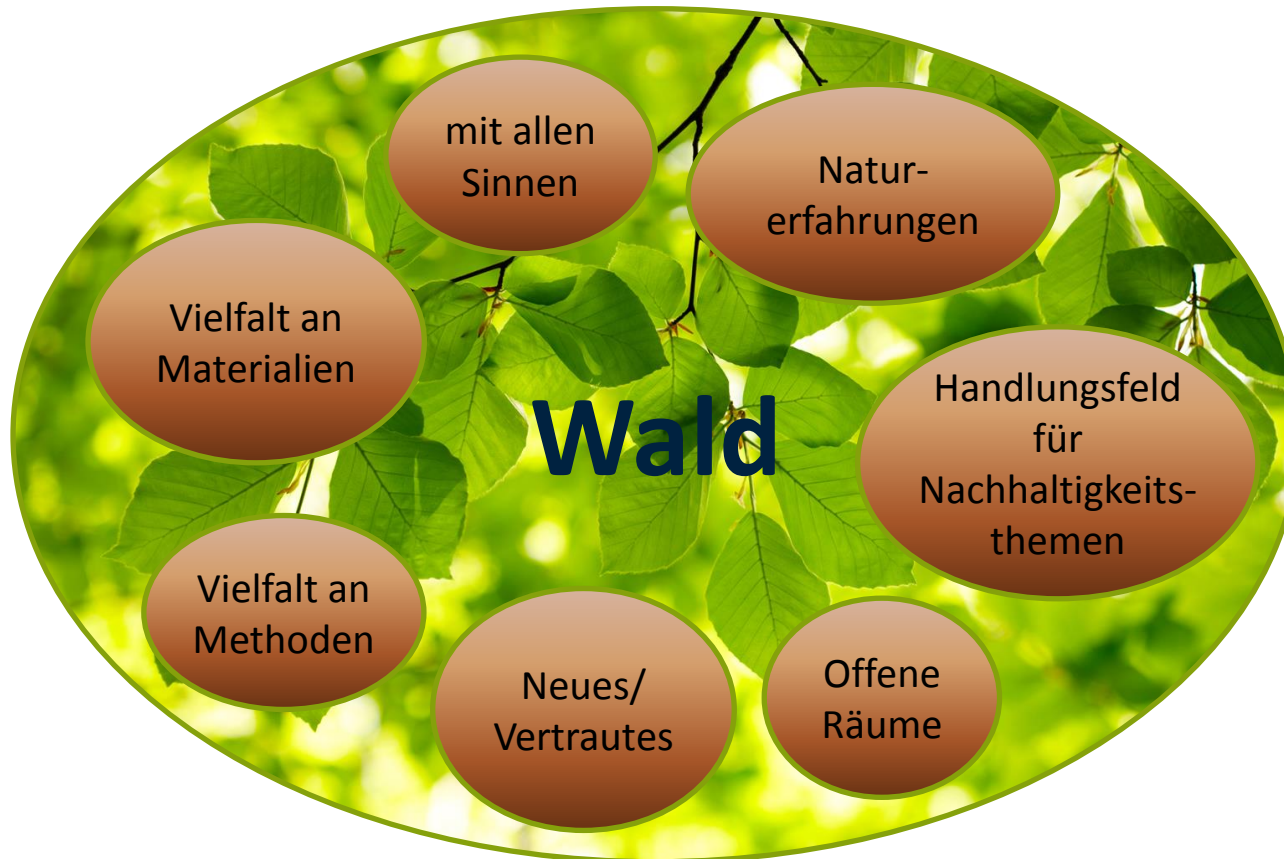 mit allen
Sinnen
Natur-
erfahrungen
Vielfalt an
Materialien
Wald
Handlungsfeld
für
Nachhaltigkeits-
themen
Vielfalt an
Methoden
Neues/
Vertrautes
Offene
Räume